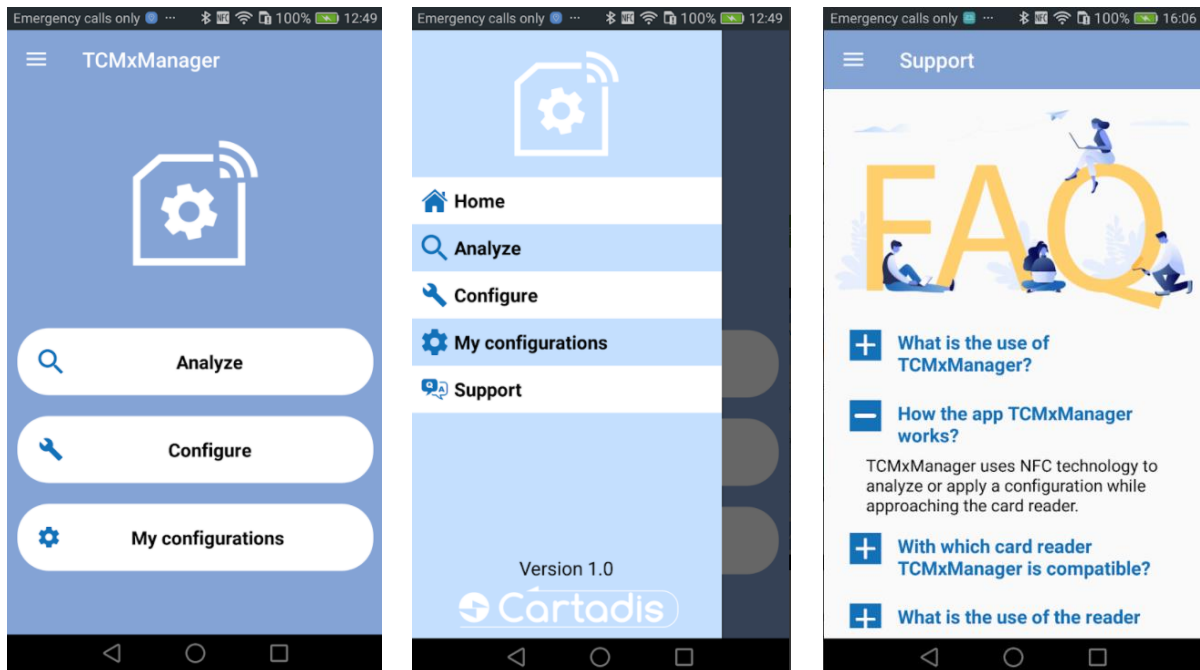 Emergency calls only ... 100% 12:49
TCMxManager
Analyze
Configure
My configurations
Emergency calls only ... 100% 12:49
Home
Analyze
Configure
My configurations
Support
Version 1.0
Cartadis
Emergency calls only ... 100% 16:06
Support
FAQ
What is the use of
TCMxManager?
How the app TCMxManager
works?
TCMxManager uses NFC technology to
analyze or apply a configuration while
approaching the card reader.
With which card reader
TCMxManager is compatible?
What is the use of the reader